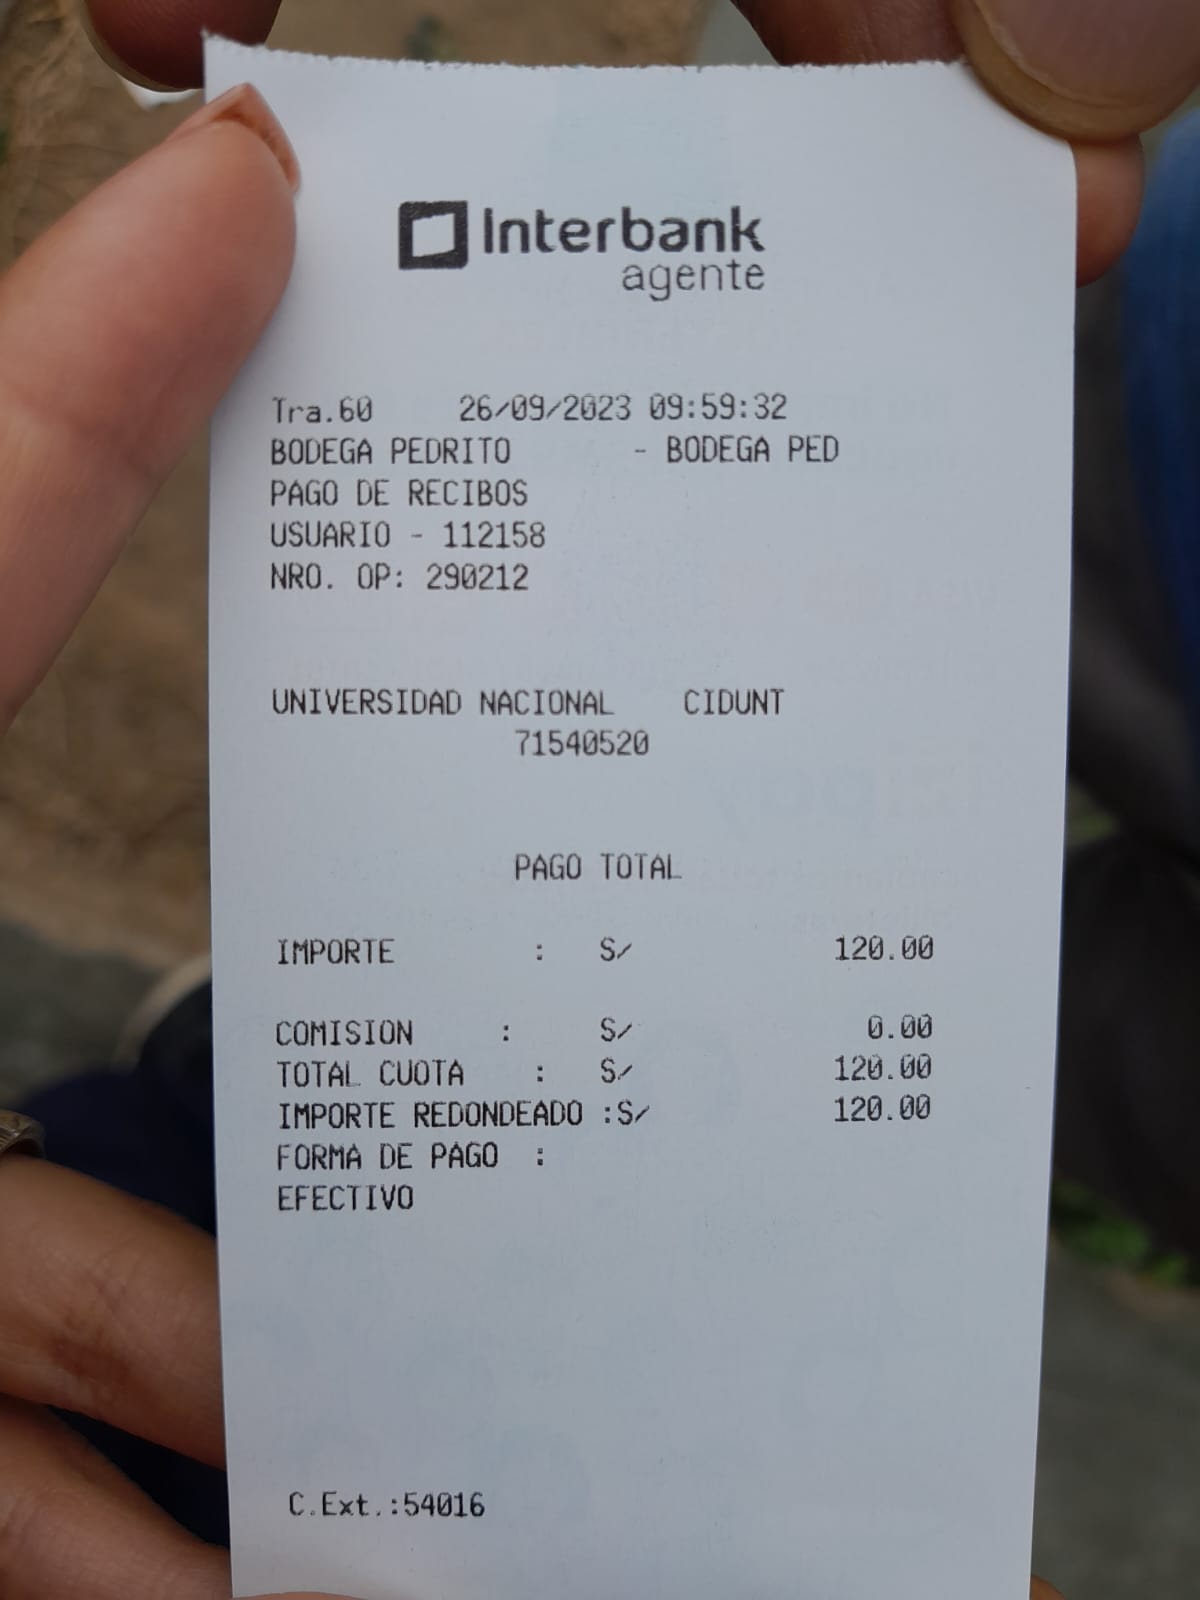 Interbank
agente
Tra.60 26/09/2023 09:59:32
BODEGA PEDRITO - BODEGA PED
PAGO DE RECIBOS
USUARIO - 112158
NRO. OP: 290212
UNIVERSIDAD NACIONAL CIDUNT
71540520
PAGO TOTAL
IMPORTE : S/ 120.00
COMISION : S/ 0.00
TOTAL CUOTA : S/ 120.00
IMPORTE REDONDEADO :S/ 120.00
FORMA DE PAGO :
EFECTIVO
C.Ext.:54016